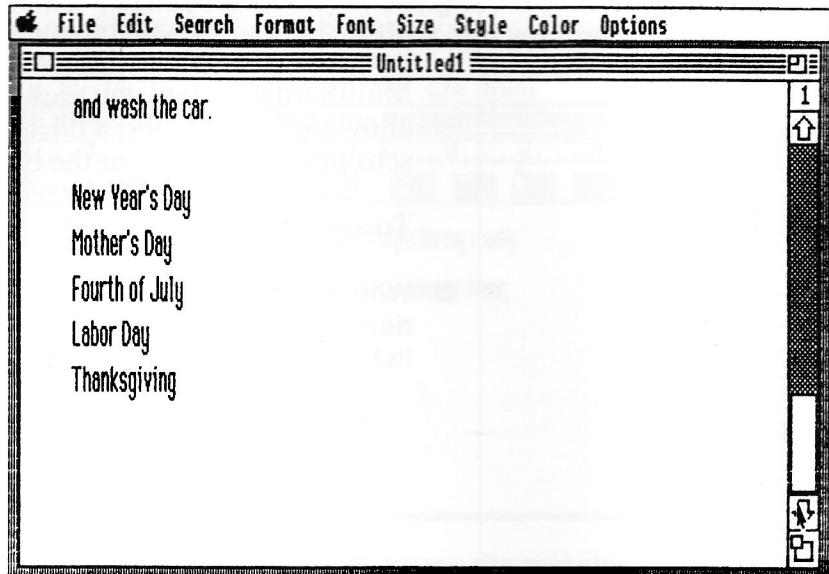 File Edit Search Format Font Size Style Color Options
Untitled1
1
and wash the car.
New Year's Day
Mother's Day
Fourth of July
Labor Day
Thanksgiving